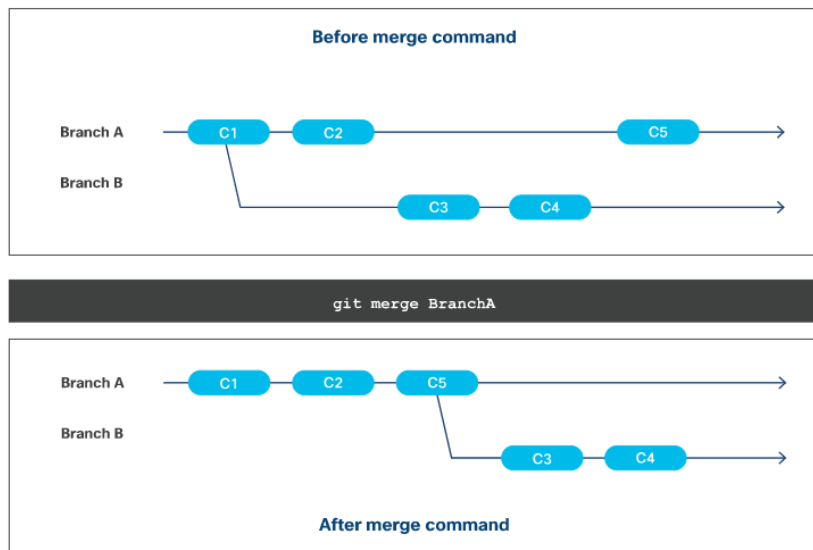 Before merge command
Branch A
C1 C2 C5
Branch B
C3 C4
git merge BranchA
Branch A
C1 C2 C5
Branch B
C3 C4
After merge command